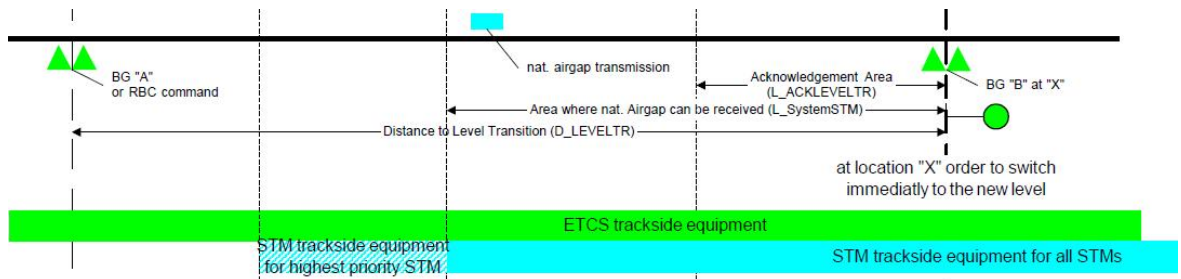 nat. airgap transmission
BG "A"
or RBC command
Acknowledgement Area
(L_ACKLEVELTR)
BG "B" at "X"
Area where nat. Airgap can be received (L_SystemSTM)
Distance to Level Transition (D_LEVELTR)
at location "X" order to switch
immediatly to the new level
ETCS trackside equipment
STM trackside equipment
for highest priority STM
STM trackside equipment for all STMs